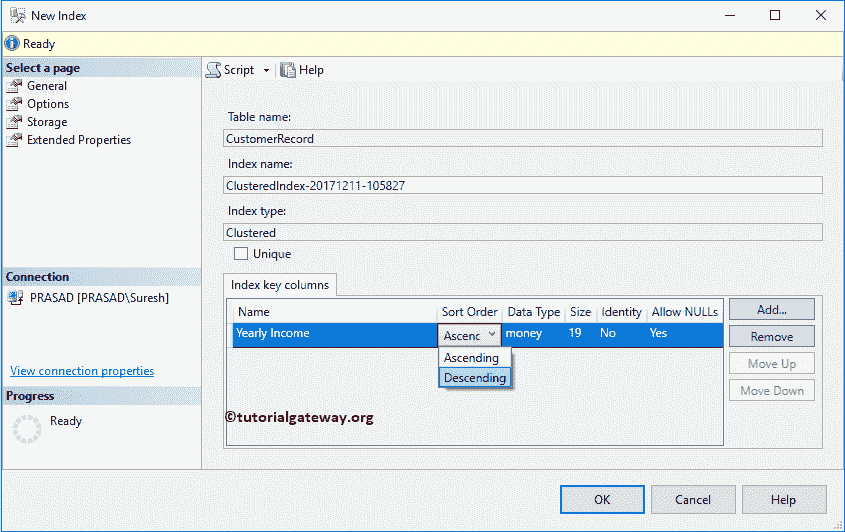 New Index
Ready
Select a page
General
Options
Storage
Extended Properties
Connection
PRASAD [PRASAD\Suresh]
View connection properties
Progress
Ready
Script Help
Table name:
CustomerRecord
Index name:
ClusteredIndex-20171211-105827
Index type:
Clustered
Unique
Index key columns
Name Sort Order Data Type Size Identity Allow NULLs
Yearly Income Ascenc money 19 No Yes
Ascending
Descending
©tutorialgateway.org
Add...
Remove
Move Up
Move Down
OK Cancel Help